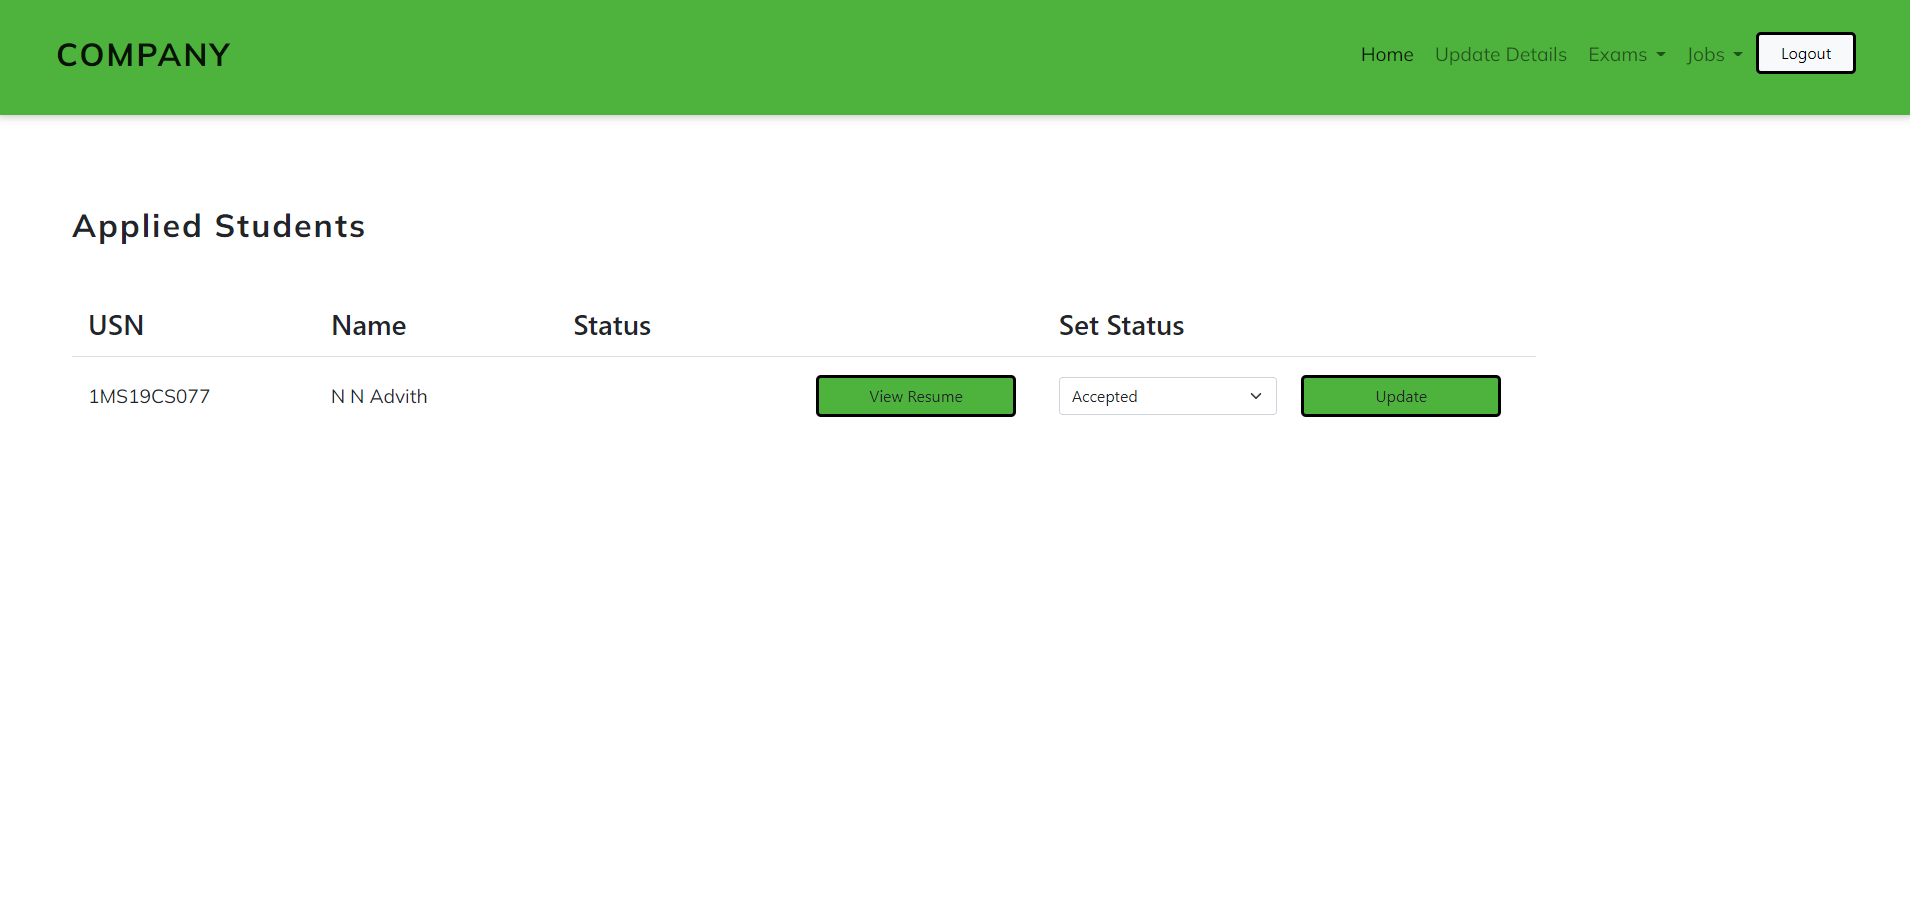 COMPANY Home Update Details Exams Jobs Logout
Applied Students
USN Name Status Set Status
1MS19CS077 N N Advith View Resume Accepted Update